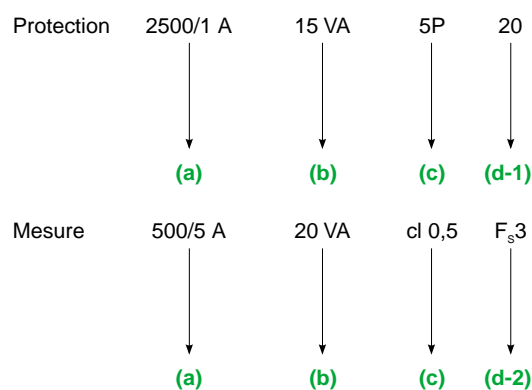 Protection 2500/1 A 15 VA 5P 20
(a) (b) (c) (d-1)
Mesure 500/5 A 20 VA cl 0,5 Fs3
(a) (b) (c) (d-2)